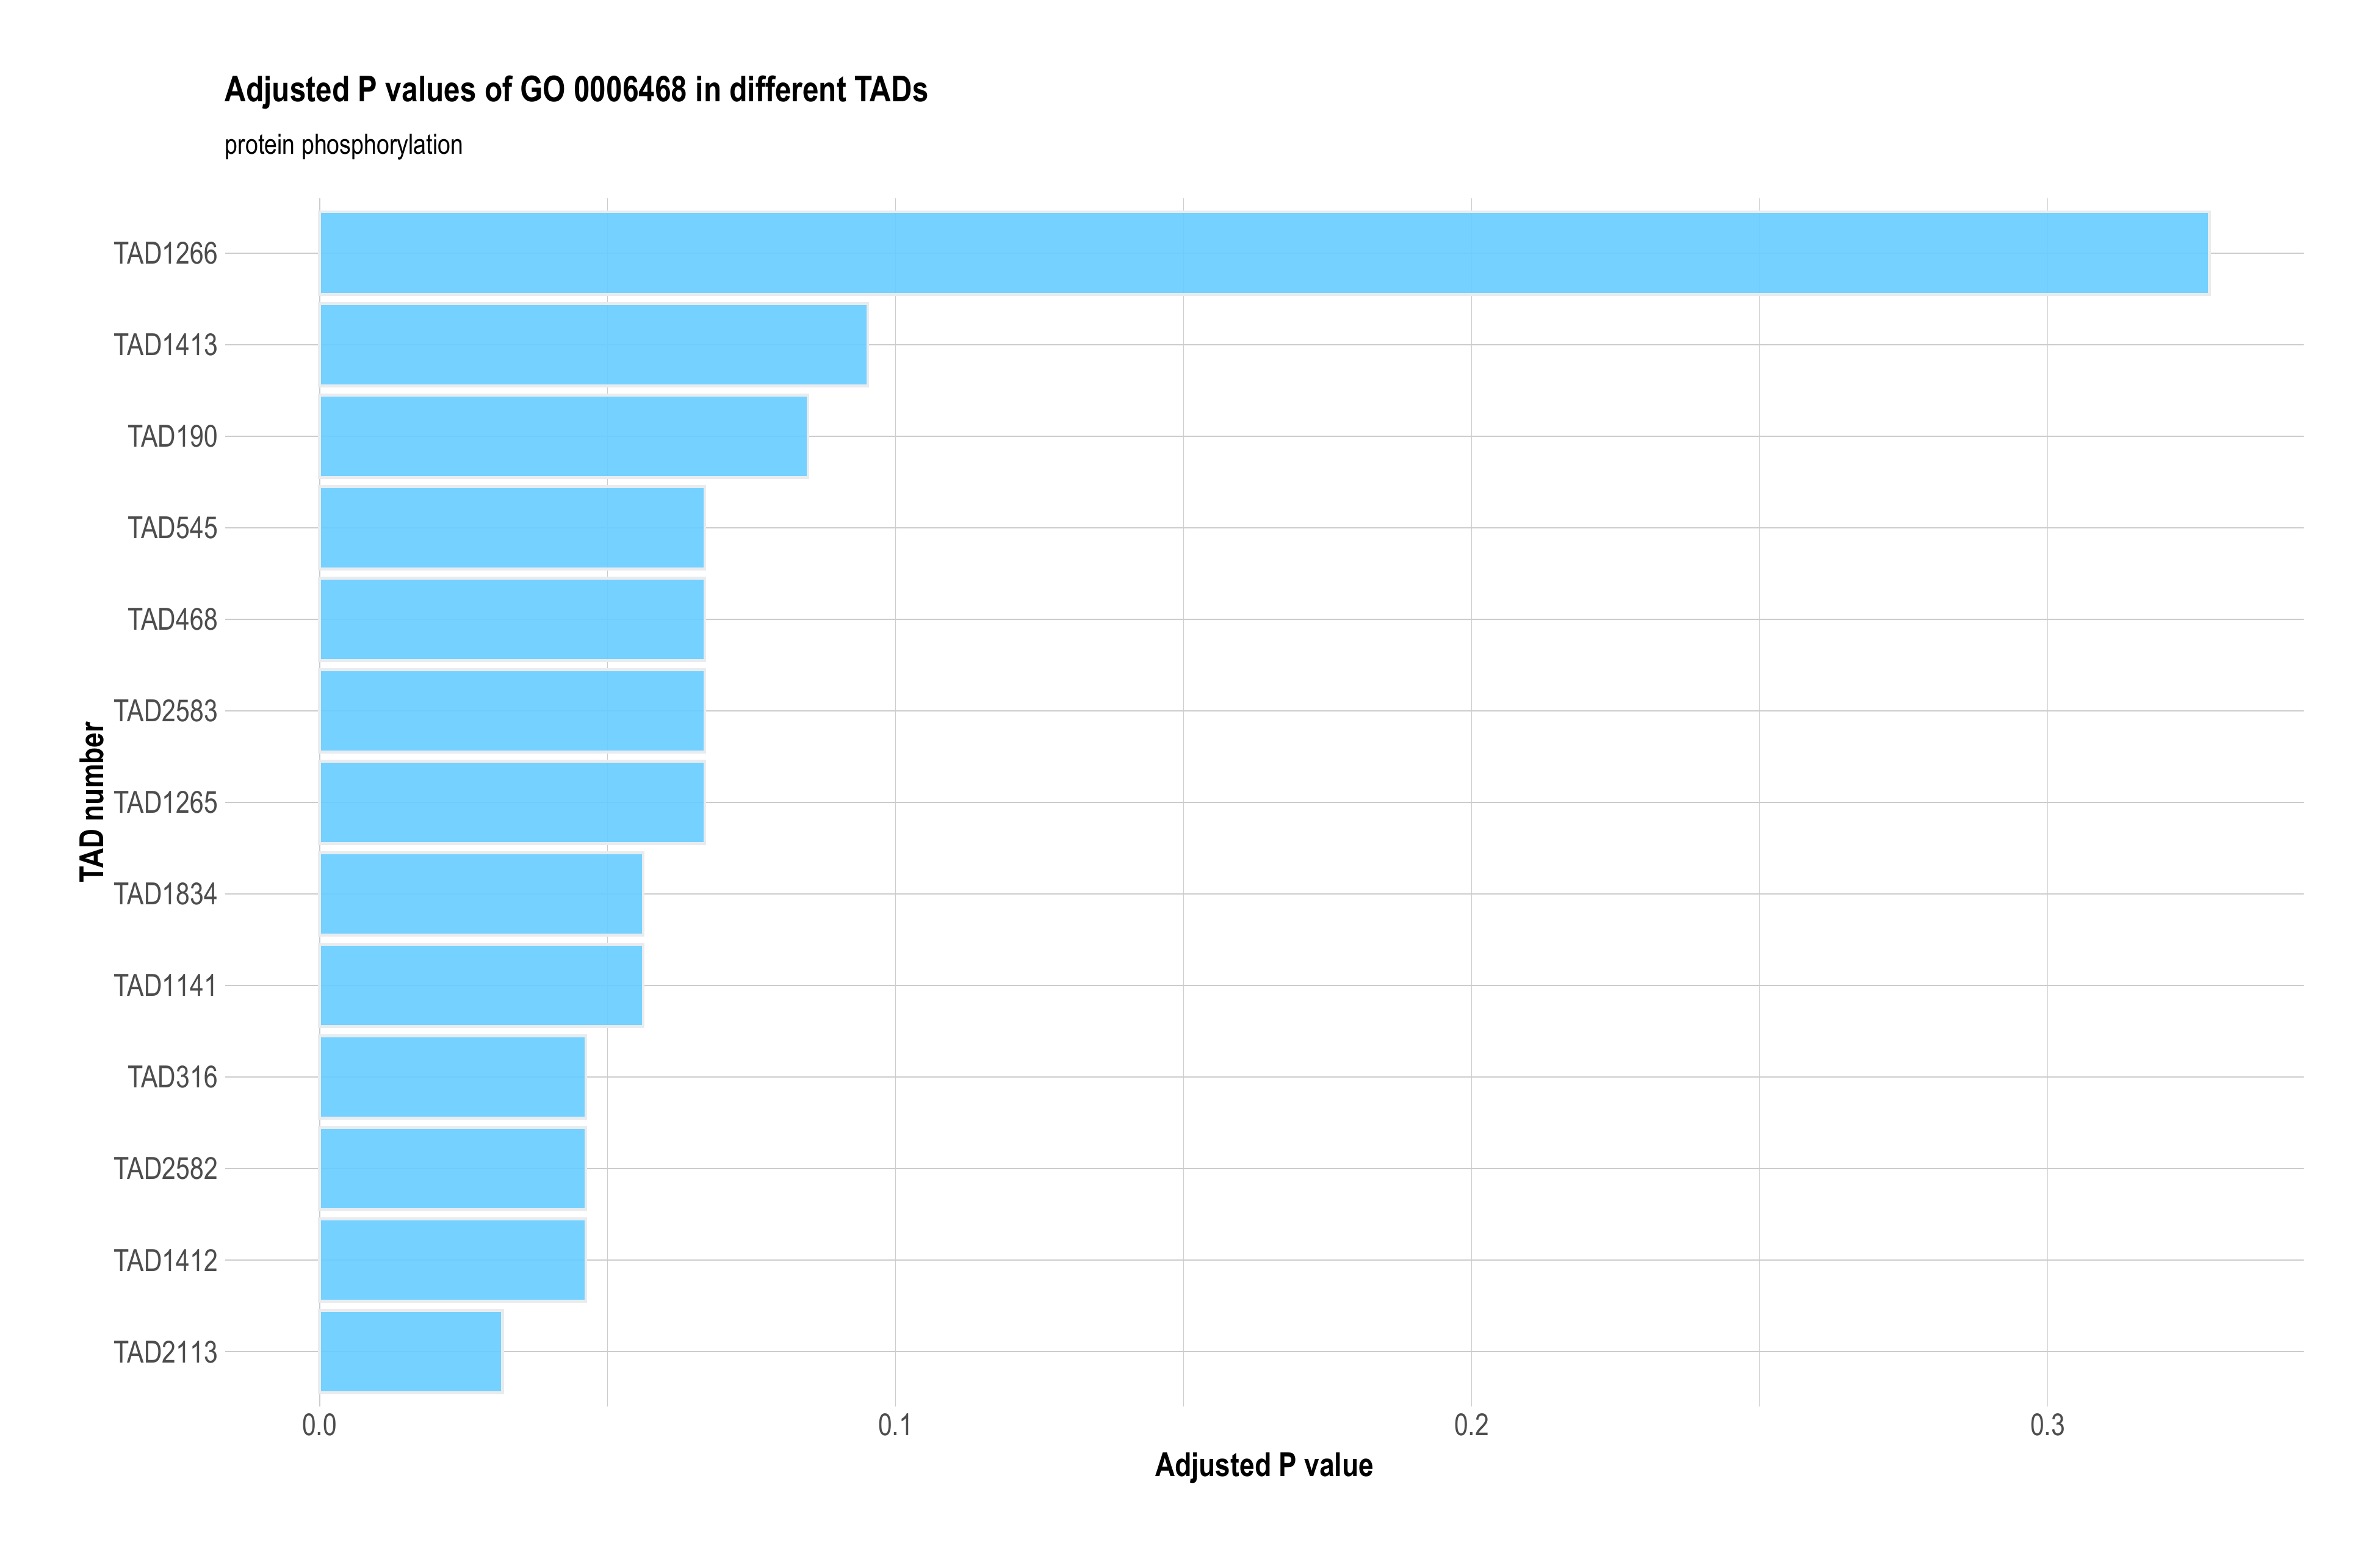 Adjusted P values of GO 0006468 in different TADs
protein phosphorylation
TAD number
TAD1266
TAD1413
TAD190
TAD545
TAD468
TAD2583
TAD1265
TAD1834
TAD1141
TAD316
TAD2582
TAD1412
TAD2113
0.0 0.1 0.2 0.3
Adjusted P value